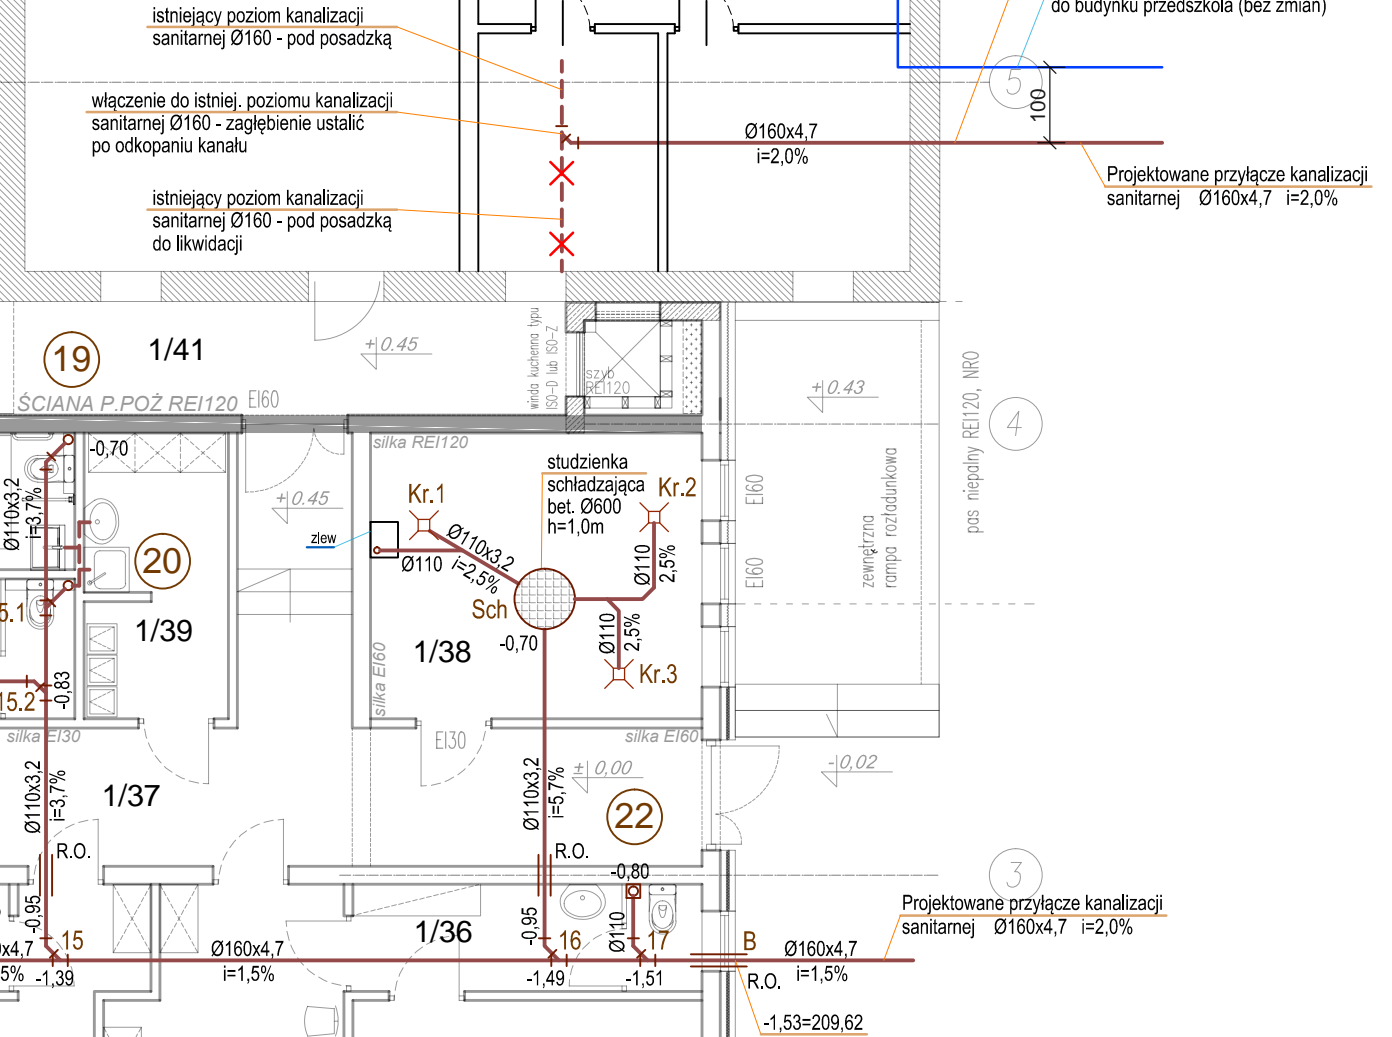 istniejący poziom kanalizacji
sanitarnej Ø160 - pod posadzką
do budynku przedszkola (bez zmian)
włączenie do istniej. poziomu kanalizacji
sanitarnej Ø160 - zagłębienie ustalić
po odkopaniu kanału
Ø160x4,7
i=2,0%
5
100
Projektowane przyłącze kanalizacji
sanitarnej Ø160x4,7 i=2,0%
istniejący poziom kanalizacji
sanitarnej Ø160 - pod posadzką
do likwidacji
19
1/41
+0.45
winda kuchenna typu
ISO-D lub ISO-Z
szyb
REI120
+0.43
ŚCIANA P.POŻ REI120
EI60
pas niepalny REI120, NRO
4
silka REI120
-0,70
Ø110x3,2
i=3,7%
+0.45
studzienka
schładzająca
bet. Ø600
h=1,0m
Kr.1
Kr.2
EI60
zewnętrzna
rampa rozładunkowa
zlew
Ø110x3,2
i=2,5%
Ø110
Ø110
2,5%
EI60
20
Sch
5.1
1/39
1/38
-0,70
Ø110
2,5%
Kr.3
silka EI60
-0,83
15.2
silka EI30
EI30
silka EI60
Ø110x3,2
i=3,7%
1/37
Ø110x3,2
i=5,7%
± 0,00
-0,02
22
R.O.
R.O.
-0,80
3
Projektowane przyłącze kanalizacji
sanitarnej Ø160x4,7 i=2,0%
-0,95
15
1/36
-0,95
16
Ø110
17
B
x4,7
5%
-1,39
Ø160x4,7
i=1,5%
-1,49
-1,51
Ø160x4,7
i=1,5%
R.O.
-1,53=209,62